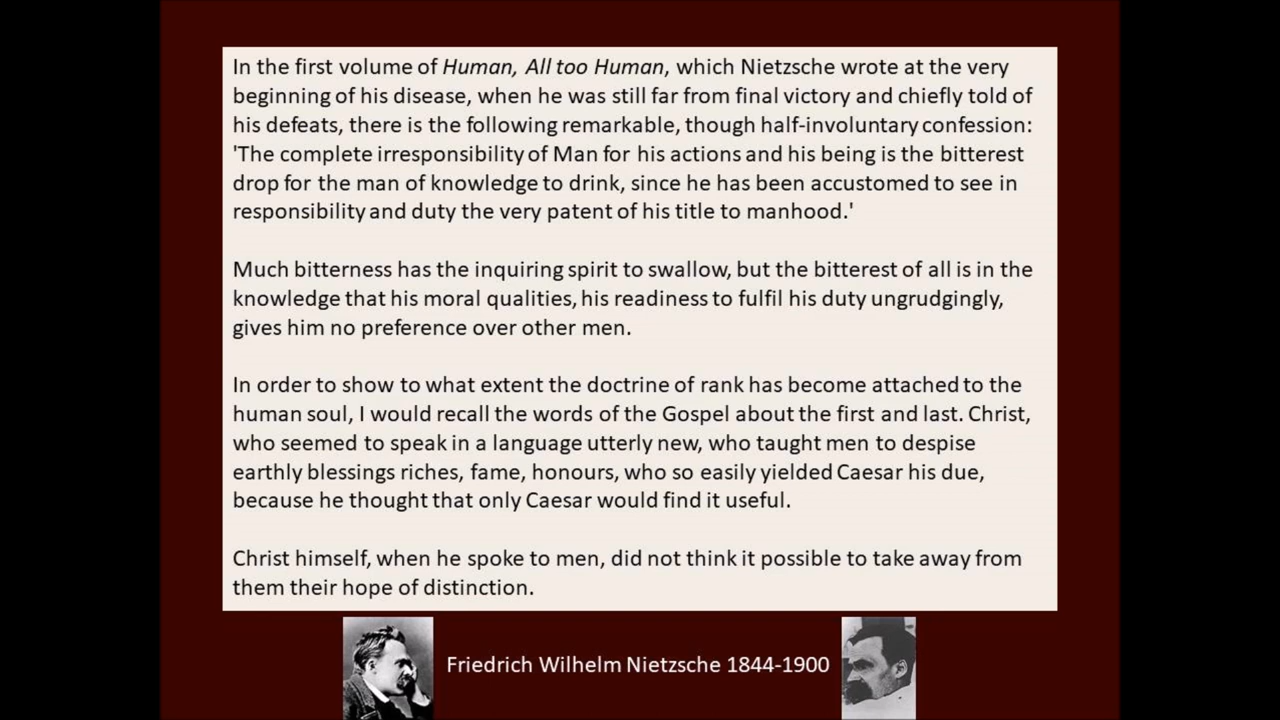 In the first volume of Human, All too Human, which Nietzsche wrote at the very
beginning of his disease, when he was still far from final victory and chiefly told of
his defeats, there is the following remarkable, though half-involuntary confession:
'The complete irresponsibility of Man for his actions and his being is the bitterest
drop for the man of knowledge to drink, since he has been accustomed to see in
responsibility and duty the very patent of his title to manhood.'
Much bitterness has the inquiring spirit to swallow, but the bitterest of all is in the
knowledge that his moral qualities, his readiness to fulfil his duty ungrudgingly,
gives him no preference over other men.
In order to show to what extent the doctrine of rank has become attached to the
human soul, I would recall the words of the Gospel about the first and last. Christ,
who seemed to speak in a language utterly new, who taught men to despise
earthly blessings riches, fame, honours, who so easily yielded Caesar his due,
because he thought that only Caesar would find it useful.
Christ himself, when he spoke to men, did not think it possible to take away from
them their hope of distinction.
Friedrich Wilhelm Nietzsche 1844-1900